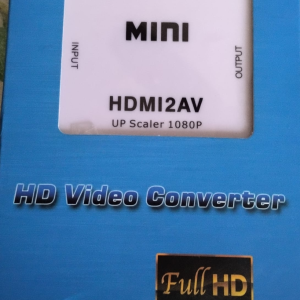 MINI
INPUT
OUTPUT
HDMI2AV
UP Scaler 1080P
HD Video Converter
Full HD